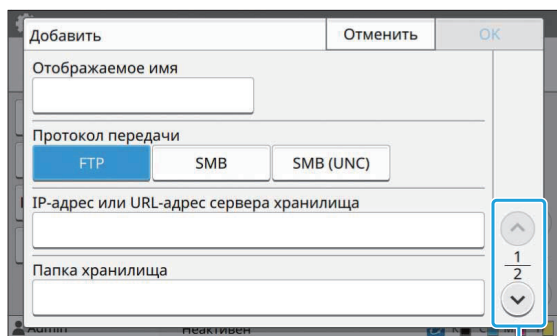 Добавить
Отменить
OK
Отображаемое имя
Протокол передачи
FTP
SMB
SMB (UNC)
IP-адрес или URL-адрес сервера хранилища
1
2
Папка хранилища
Admin
Неактивен